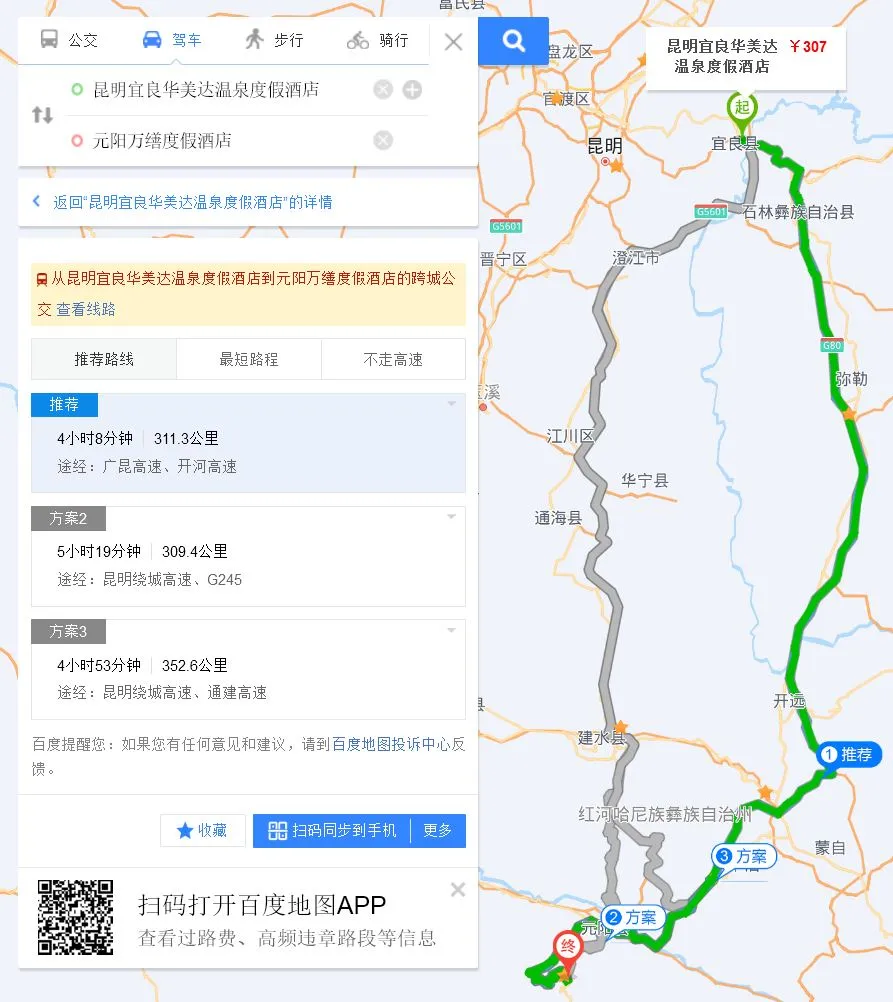 公交
驾车
步行
骑行
昆明宜良华美达温泉度假酒店
元阳万缮度假酒店
返回“昆明宜良华美达温泉度假酒店”的详情
从昆明宜良华美达温泉度假酒店到元阳万缮度假酒店的跨城公
交 查看线路
推荐路线
最短路程
不走高速
推荐
4小时8分钟 311.3公里
途经：广昆高速、开河高速
方案2
5小时19分钟 309.4公里
途经：昆明绕城高速、G245
方案3
4小时53分钟 352.6公里
途经：昆明绕城高速、通建高速
百度提醒您：如果您有任何意见和建议，请到百度地图投诉中心反
馈。
收藏
扫码同步到手机
更多
扫码打开百度地图APP
查看过路费、高频违章路段等信息
富民县
昆明宜良华美达 ￥307
温泉度假酒店
盘龙区
官渡区
起
昆明
宜良县
G5601
石林彝族自治县
G5601
晋宁区
澄江市
G80
弥勒
江川区
华宁县
通海县
开远
建水县
1 推荐
红河哈尼族彝族自治州
蒙自
3 方案
2 方案
终